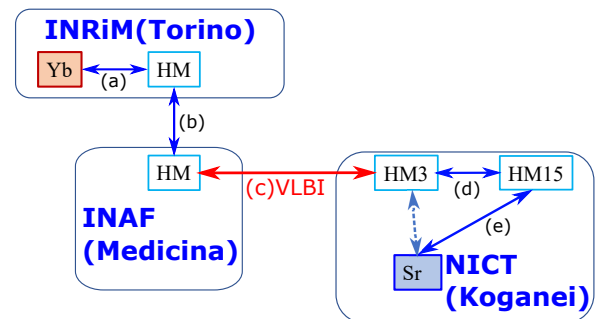 INRiM(Torino)
Yb
(a)
HM
(b)
HM
(c)VLBI
HM3
(d)
HM15
INAF
(Medicina)
(e)
Sr
NICT
(Koganei)